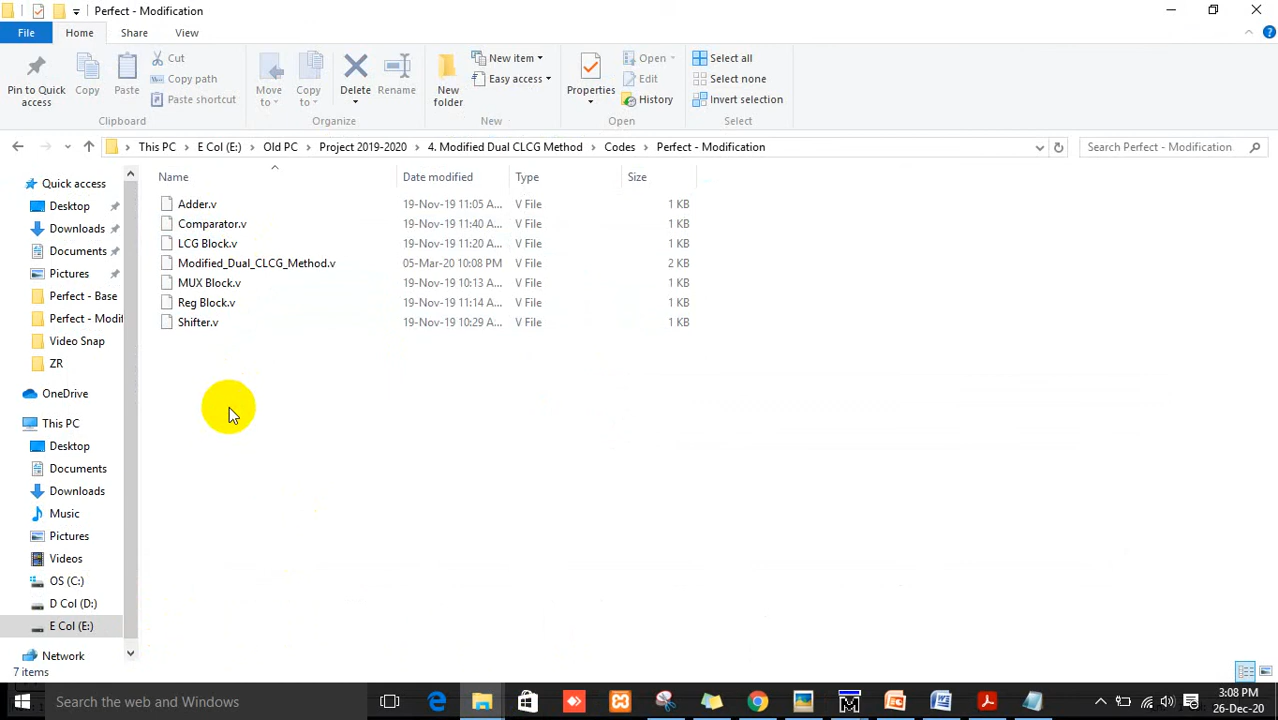 Perfect - Modification
File Home Share View
Pin to Quick access
Copy
Paste
Cut
Copy path
Paste shortcut
Clipboard
Move to
Copy to
Delete
Rename
Organize
New folder
New item
Easy access
New
Properties
Open
Edit
History
Open
Select all
Select none
Invert selection
Select
This PC E Col (E:) Old PC Project 2019-2020 4. Modified Dual CLCG Method Codes Perfect - Modification
Search Perfect - Modification
Quick access
Desktop
Downloads
Documents
Pictures
Perfect - Base
Perfect - Modif
Video Snap
ZR
OneDrive
This PC
Desktop
Documents
Downloads
Music
Pictures
Videos
OS (C:)
D Col (D:)
E Col (E:)
Network
Name Date modified Type Size
Adder.v 19-Nov-19 11:05 A... V File 1 KB
Comparator.v 19-Nov-19 11:40 A... V File 1 KB
LCG Block.v 19-Nov-19 11:20 A... V File 1 KB
Modified_Dual_CLCG_Method.v 05-Mar-20 10:08 PM V File 2 KB
MUX Block.v 19-Nov-19 10:13 A... V File 1 KB
Reg Block.v 19-Nov-19 11:14 A... V File 1 KB
Shifter.v 19-Nov-19 10:29 A... V File 1 KB
7 items
Search the web and Windows
3:08 PM
26-Dec-20